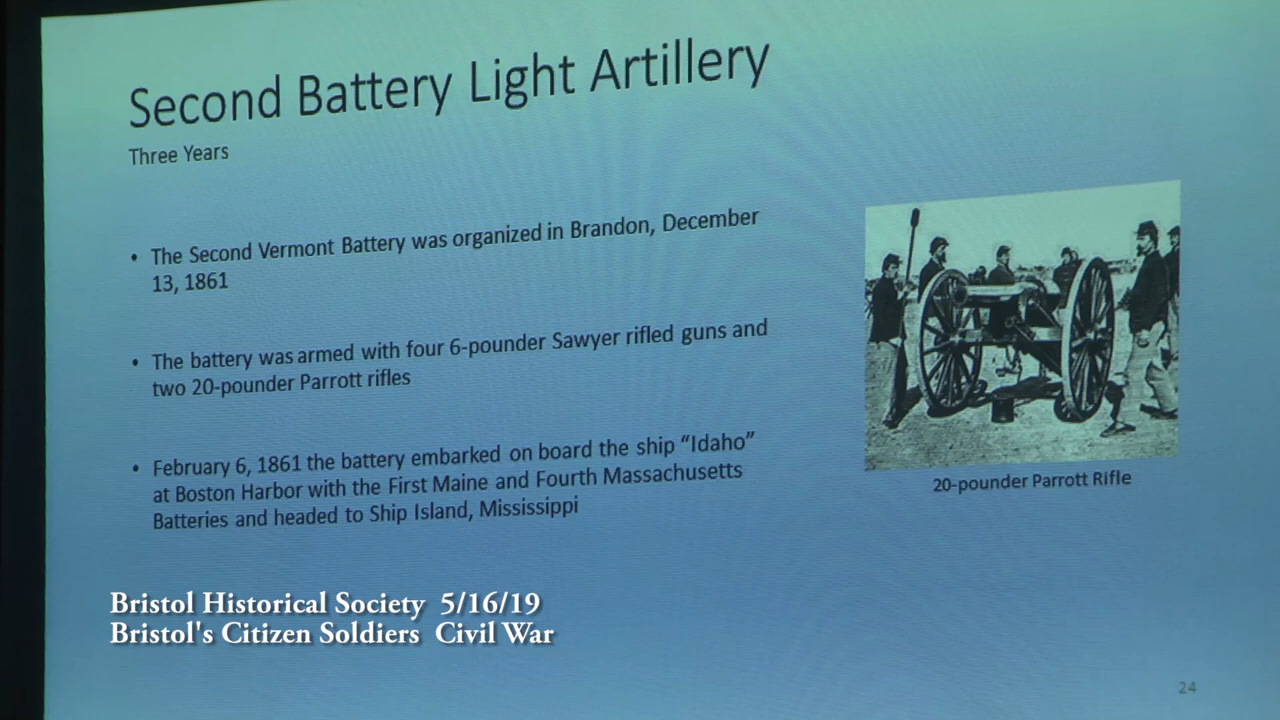 Second Battery Light Artillery
Three Years
• The Second Vermont Battery was organized in Brandon, December
13, 1861
• The battery was armed with four 6-pounder Sawyer rifled guns and
two 20-pounder Parrott rifles
• February 6, 1861 the battery embarked on board the ship “Idaho”
at Boston Harbor with the First Maine and Fourth Massachusetts
Batteries and headed to Ship Island, Mississippi
20-pounder Parrott Rifle
Bristol Historical Society 5/16/19
Bristol's Citizen Soldiers Civil War
24